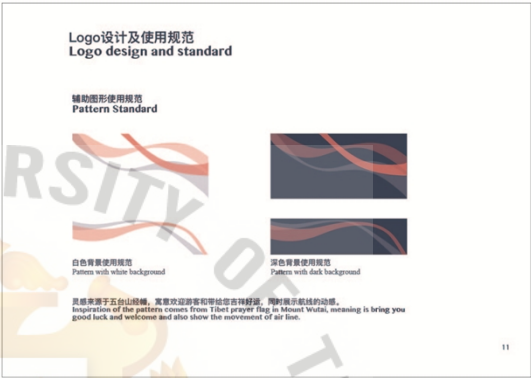 Logo设计及使用规范
Logo design and standard
辅助图形使用规范
Pattern Standard
RSITY OF T
白色背景使用规范
Pattern with white background
深色背景使用规范
Pattern with dark background
灵感来源于五台山经幡，寓意欢迎游客和带给您吉祥好运，同时展示航线的动感。
Inspiration of the pattern comes from Tibet prayer flag in Mount Wutai, meaning is bring you
good luck and welcome and also show the movement of air line.
11